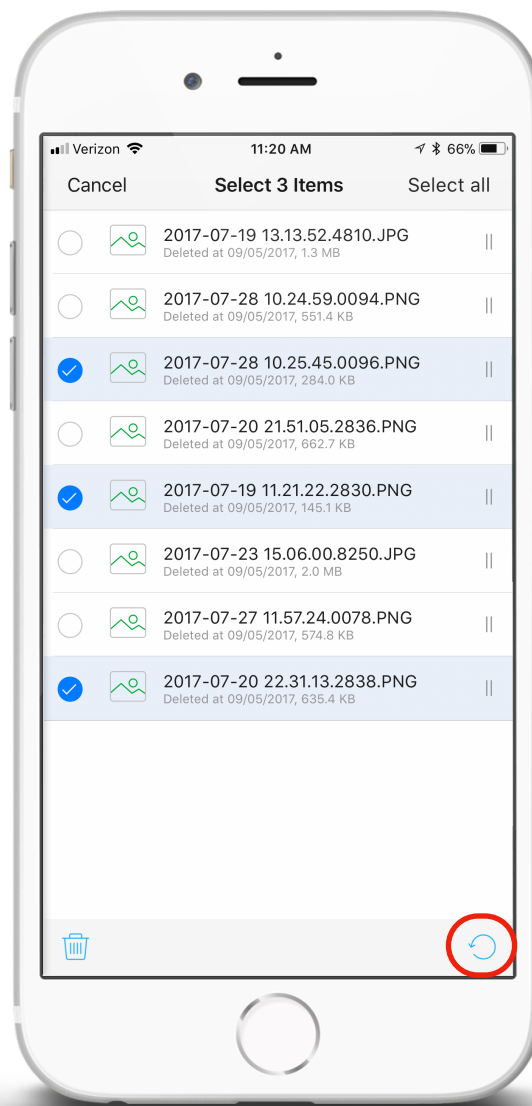 Verizon 11:20 AM 66%
Cancel Select 3 Items Select all
2017-07-19 13.13.52.4810.JPG
Deleted at 09/05/2017, 1.3 MB
2017-07-28 10.24.59.0094.PNG
Deleted at 09/05/2017, 551.4 KB
2017-07-28 10.25.45.0096.PNG
Deleted at 09/05/2017, 284.0 KB
2017-07-20 21.51.05.2836.PNG
Deleted at 09/05/2017, 662.7 KB
2017-07-19 11.21.22.2830.PNG
Deleted at 09/05/2017, 145.1 KB
2017-07-23 15.06.00.8250.JPG
Deleted at 09/05/2017, 2.0 MB
2017-07-27 11.57.24.0078.PNG
Deleted at 09/05/2017, 574.8 KB
2017-07-20 22.31.13.2838.PNG
Deleted at 09/05/2017, 635.4 KB